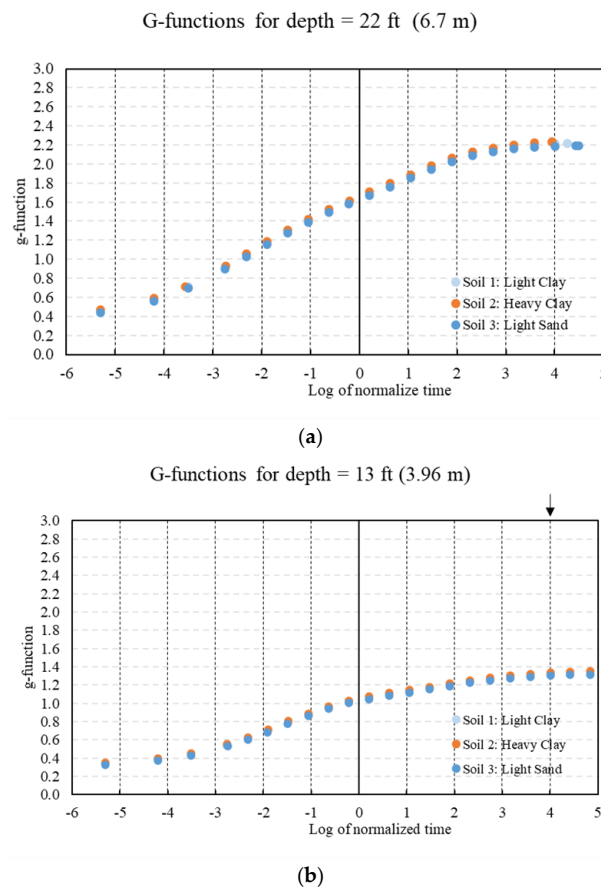 G-functions for depth = 22 ft (6.7 m)
3.0
2.8
2.6
2.4
2.2
2.0
1.8
1.6
1.4
1.2
1.0
0.8
0.6
0.4
0.2
0.0
g-function
Soil 1: Light Clay
Soil 2: Heavy Clay
Soil 3: Light Sand
-6 -5 -4 -3 -2 -1 0 1 2 3 4 5
Log of normalize time
(a)
G-functions for depth = 13 ft (3.96 m)
3.0
2.8
2.6
2.4
2.2
2.0
1.8
1.6
1.4
1.2
1.0
0.8
0.6
0.4
0.2
0.0
g-function
Soil 1: Light Clay
Soil 2: Heavy Clay
Soil 3: Light Sand
-6 -5 -4 -3 -2 -1 0 1 2 3 4 5
Log of normalized time
(b)